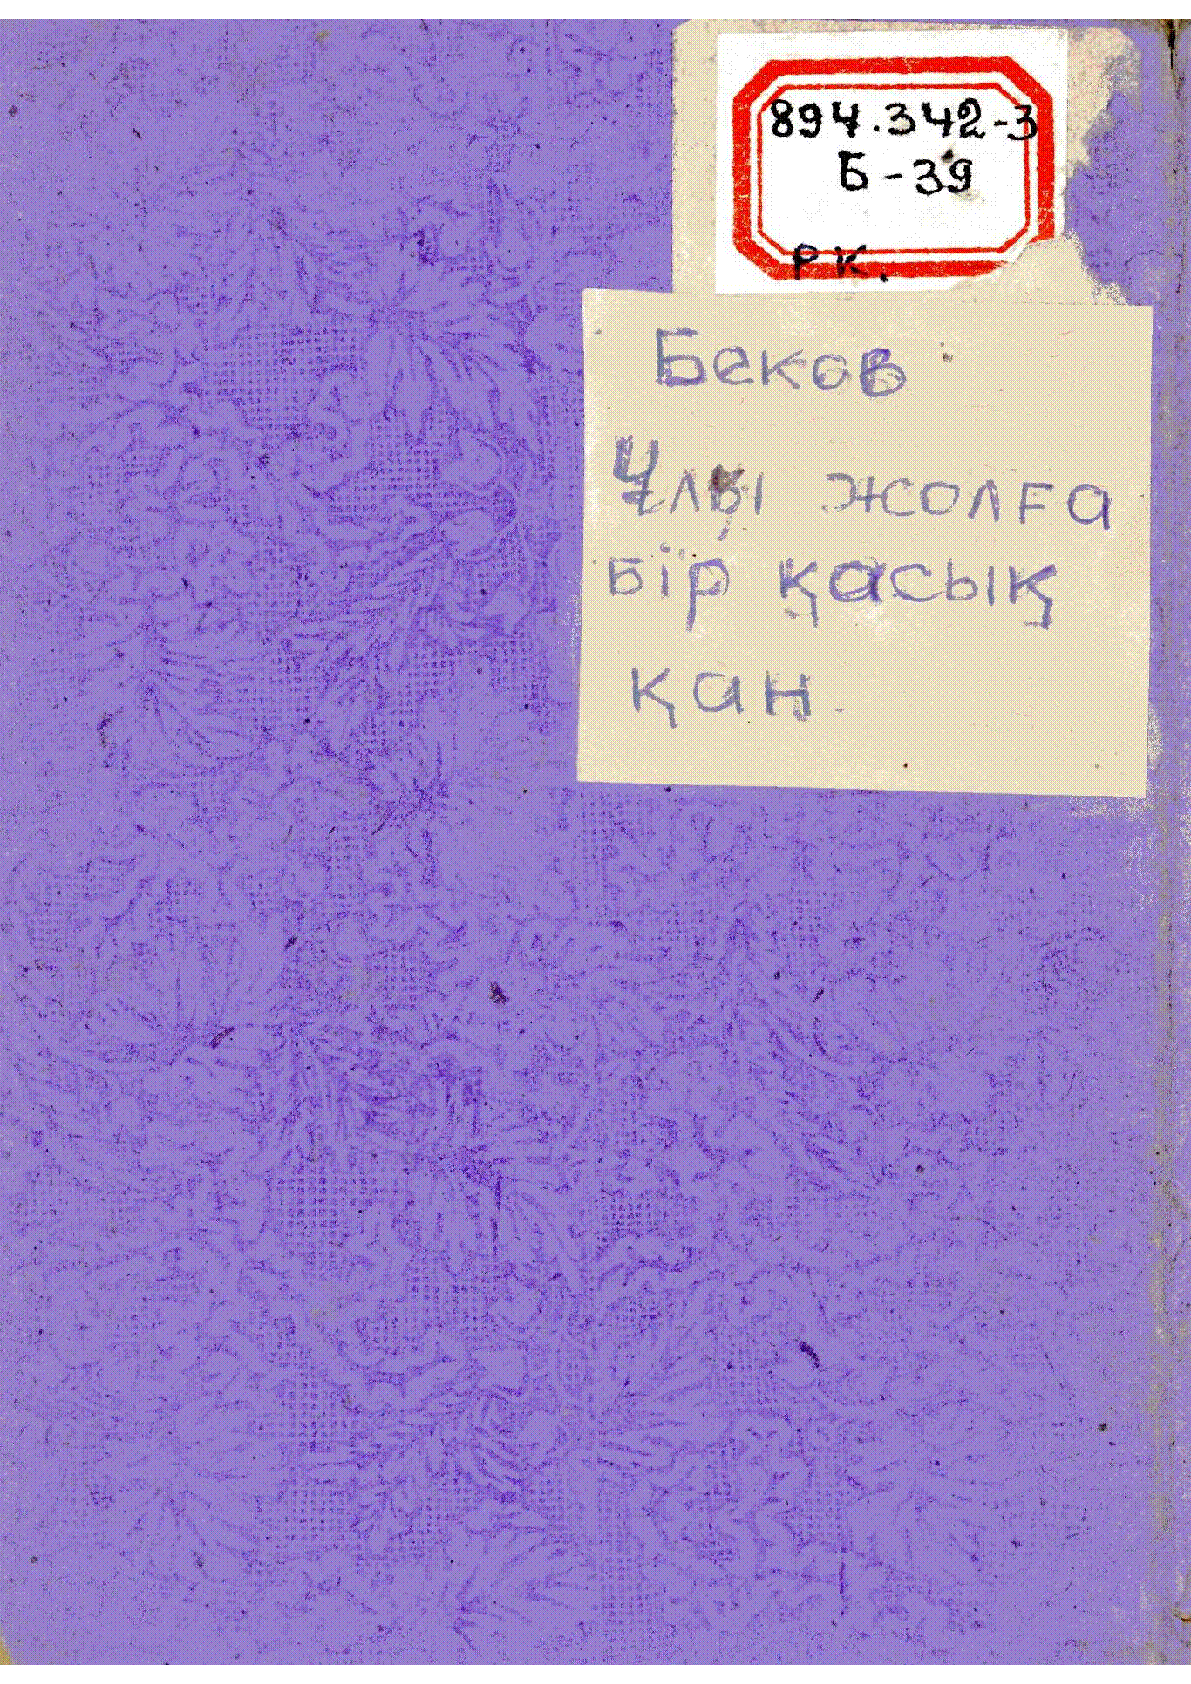 894.342-3
Б-39
РК.
Беков
Ұлы жолға
бір қасық
қан.